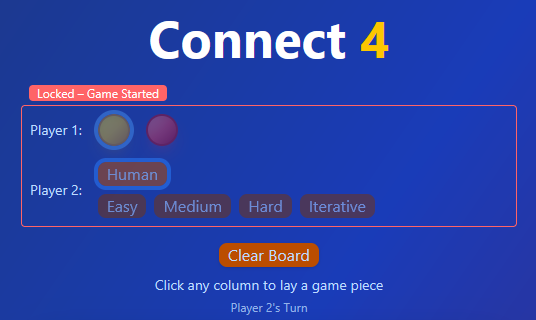 Connect 4
Locked – Game Started
Player 1:
Player 2:
Human
Easy Medium Hard Iterative
Clear Board
Click any column to lay a game piece
Player 2's Turn